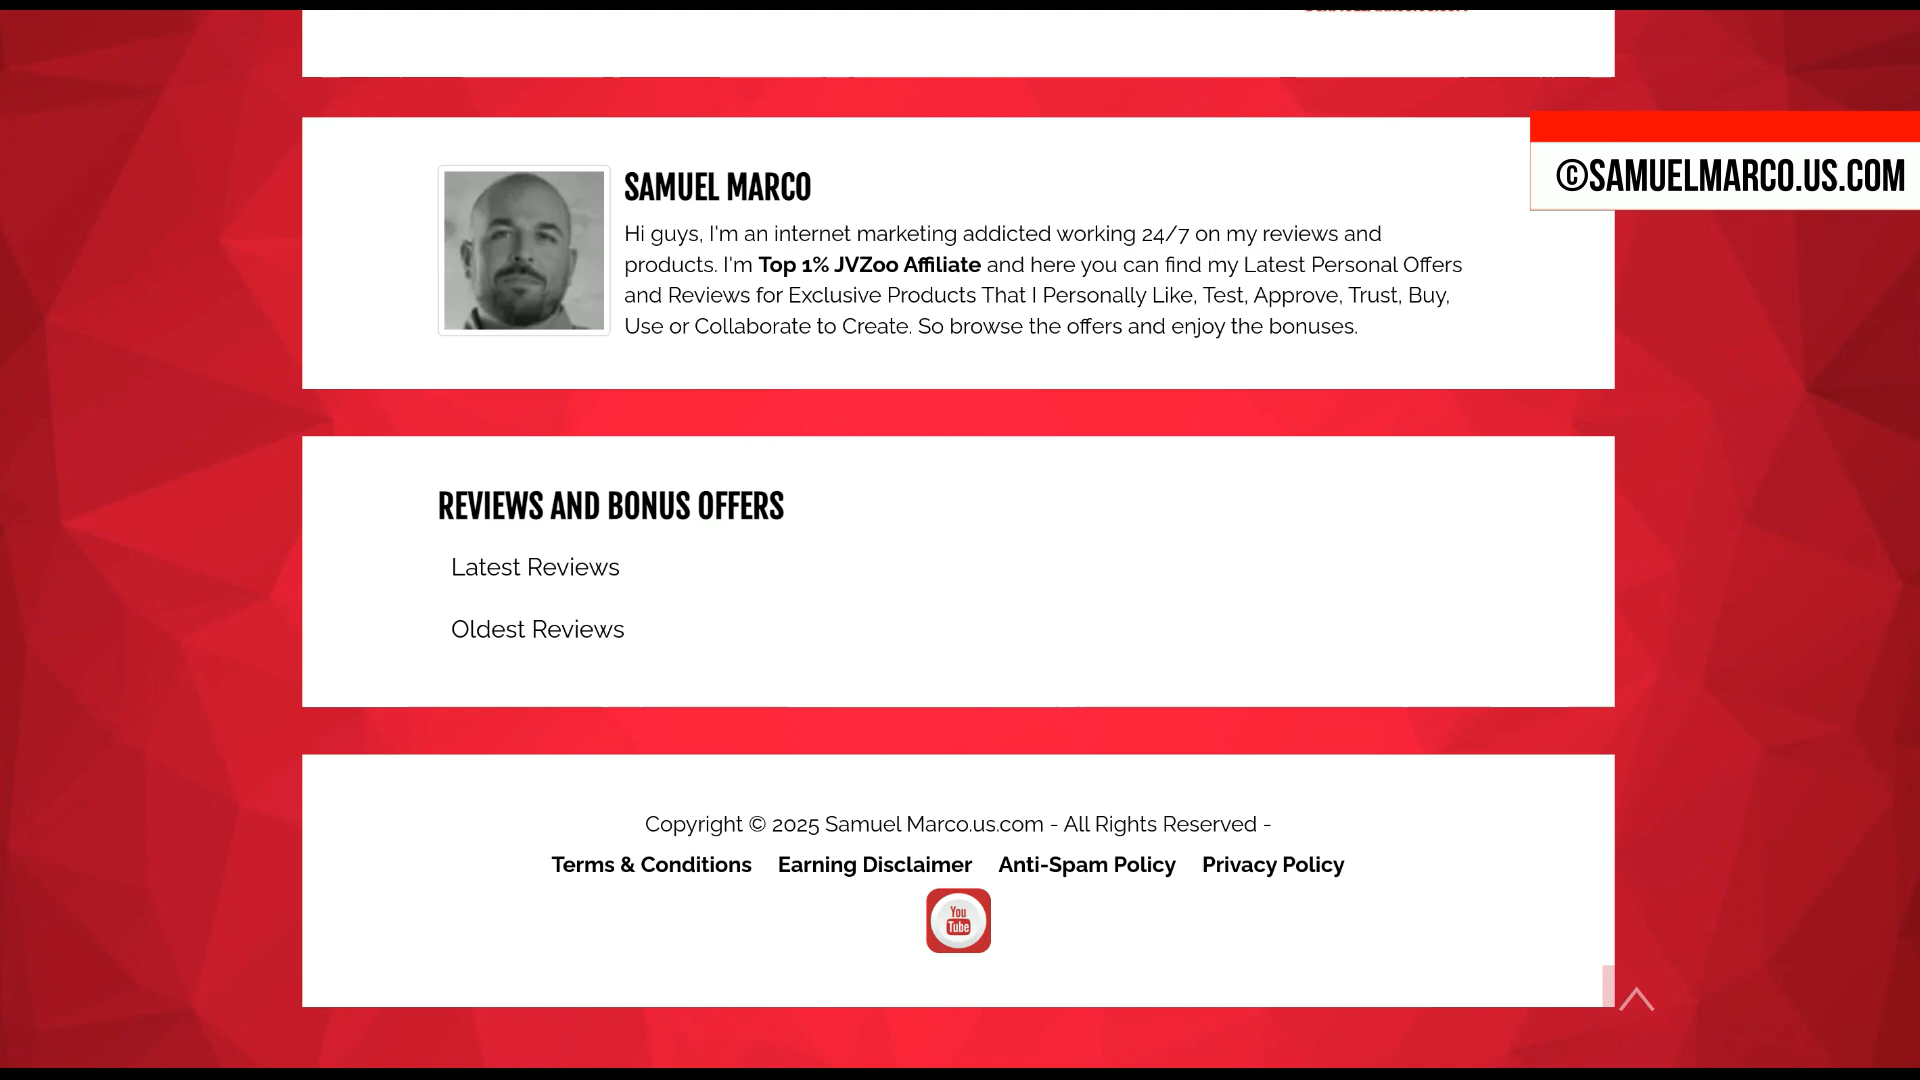 ©SAMUELMARCO.US.COM
SAMUEL MARCO
Hi guys, I'm an internet marketing addicted working 24/7 on my reviews and
products. I'm Top 1% JVZoo Affiliate and here you can find my Latest Personal Offers
and Reviews for Exclusive Products That I Personally Like, Test, Approve, Trust, Buy,
Use or Collaborate to Create. So browse the offers and enjoy the bonuses.
REVIEWS AND BONUS OFFERS
Latest Reviews
Oldest Reviews
Copyright © 2025 Samuel Marco.us.com - All Rights Reserved -
Terms & Conditions Earning Disclaimer Anti-Spam Policy Privacy Policy
You
Tube